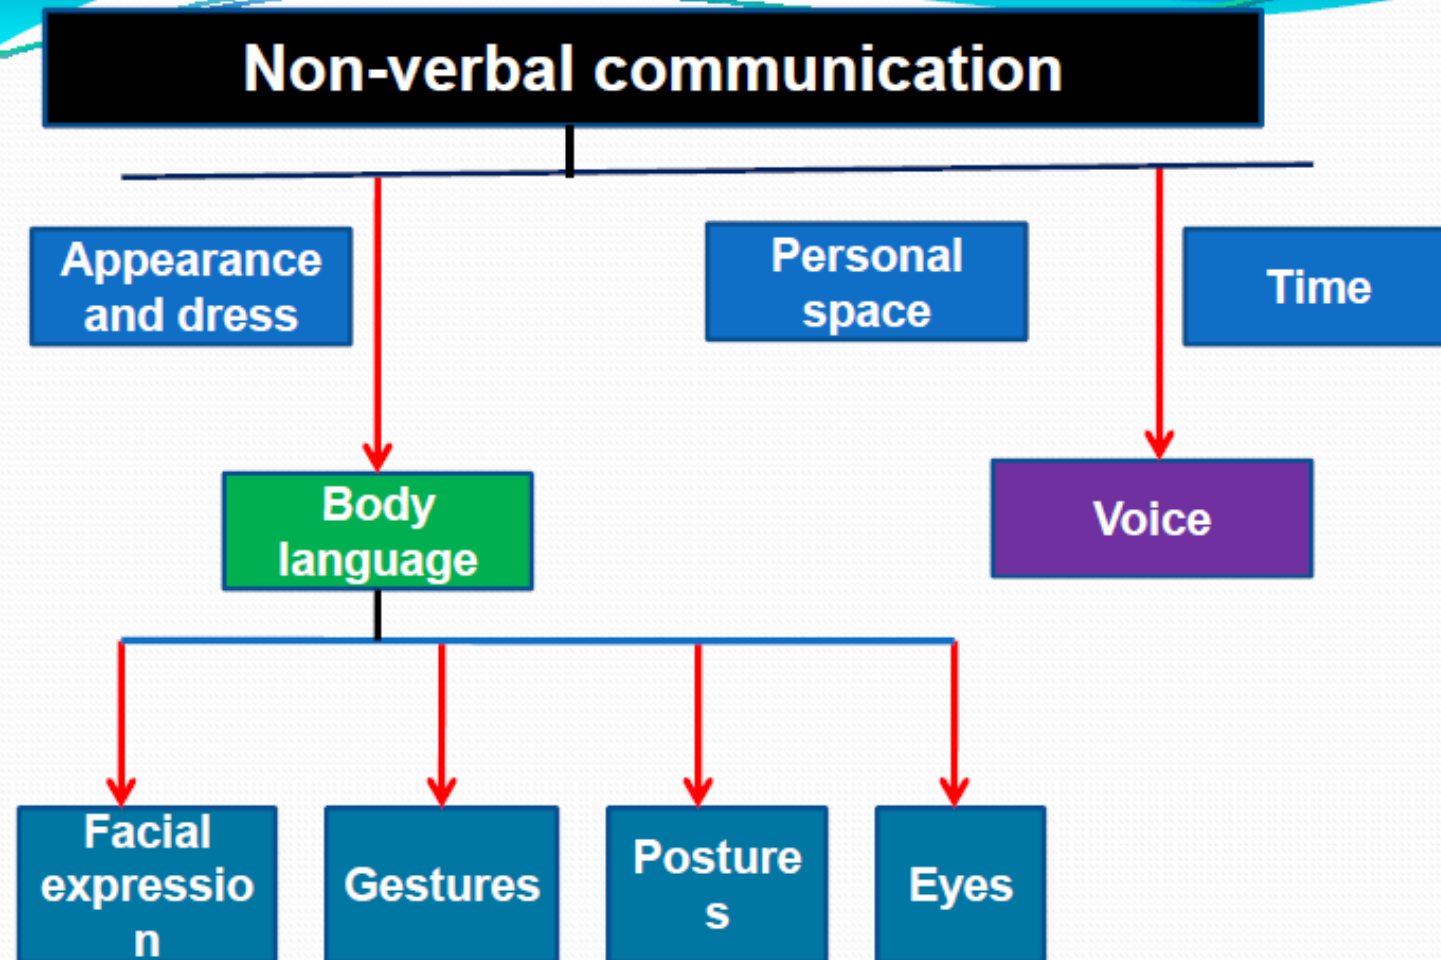 Non-verbal communication
Appearance
and dress
Personal
space
Time
Body
language
Voice
Facial
expressio
n
Gestures
Posture
s
Eyes